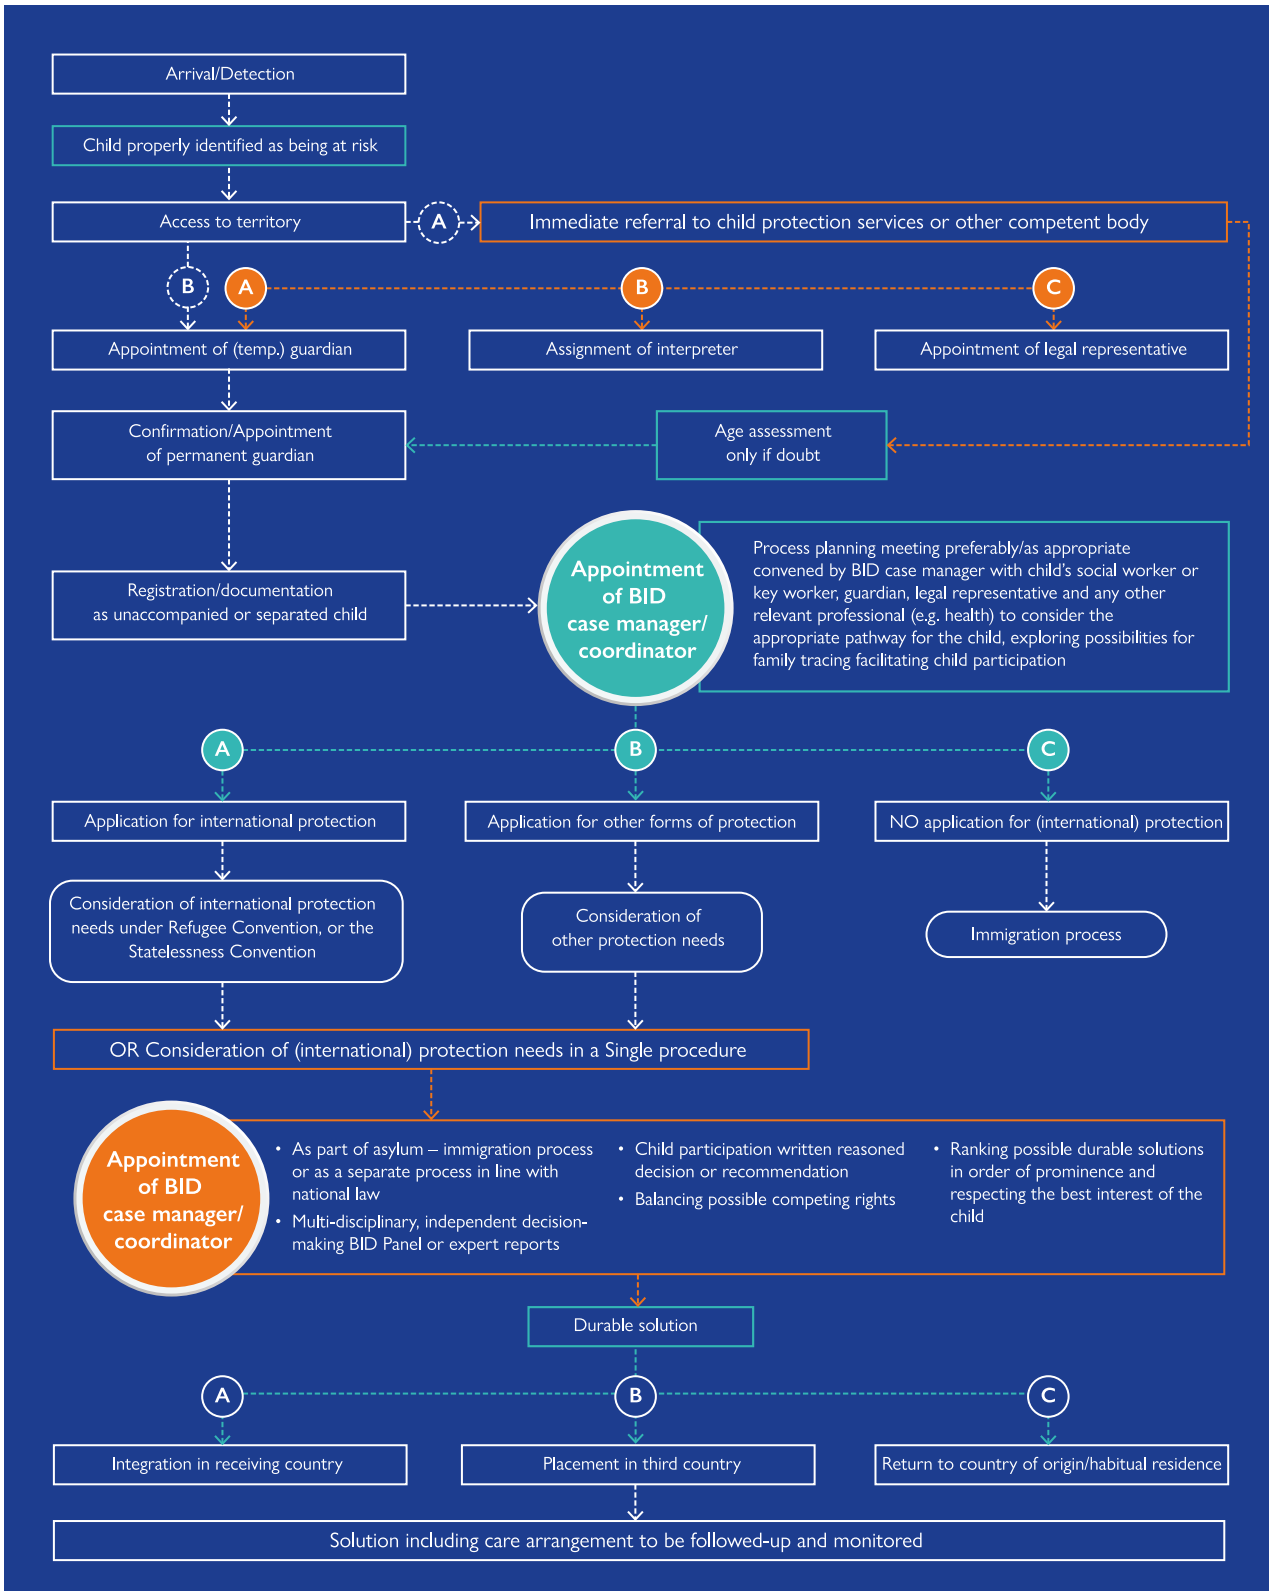 Arrival/Detection
Child properly identified as being at risk
Access to territory
A
Immediate referral to child protection services or other competent body
B
A
B
C
Appointment of (temp.) guardian
Assignment of interpreter
Appointment of legal representative
Confirmation/Appointment
of permanent guardian
Age assessment
only if doubt
Registration/documentation
as unaccompanied or separated child
Appointment
of BID
case manager/
coordinator
Process planning meeting preferably/as appropriate
convened by BID case manager with child's social worker or
key worker, guardian, legal representative and any other
relevant professional (e.g. health) to consider the
appropriate pathway for the child, exploring possibilities for
family tracing facilitating child participation
A
B
C
Application for international protection
Application for other forms of protection
NO application for (international) protection
Consideration of international protection
needs under Refugee Convention, or the
Statelessness Convention
Consideration of
other protection needs
Immigration process
OR Consideration of (international) protection needs in a Single procedure
Appointment
of BID
case manager/
coordinator
• As part of asylum – immigration process
or as a separate process in line with
national law
• Multi-disciplinary, independent decision-
making BID Panel or expert reports
• Child participation written reasoned
decision or recommendation
• Balancing possible competing rights
• Ranking possible durable solutions
in order of prominence and
respecting the best interest of the
child
Durable solution
A
B
C
Integration in receiving country
Placement in third country
Return to country of origin/habitual residence
Solution including care arrangement to be followed-up and monitored